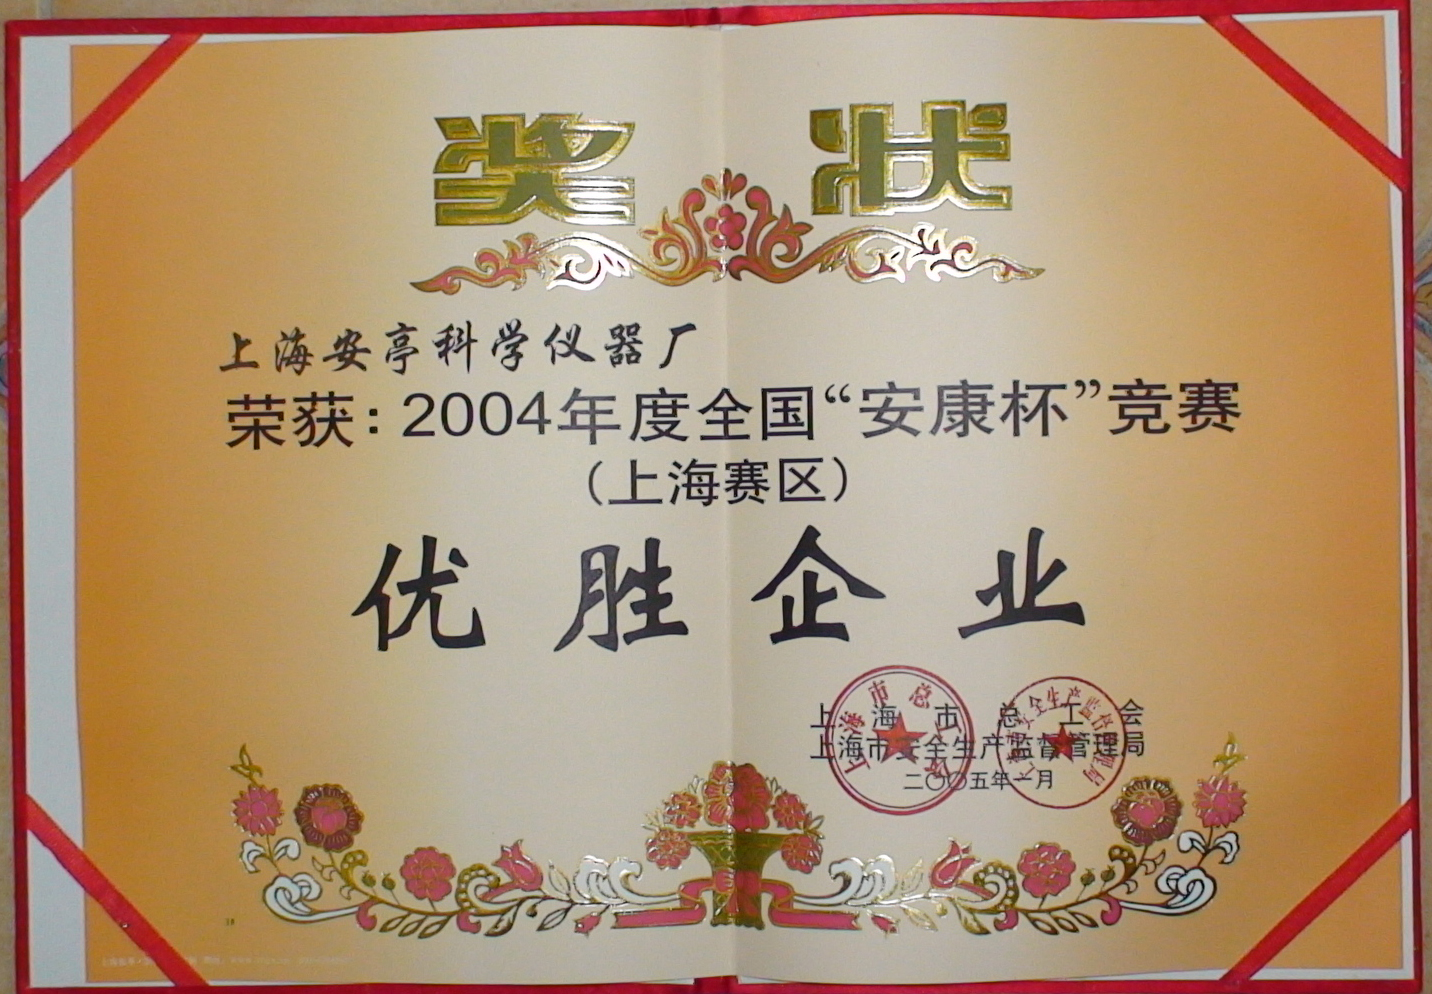 奖状
上海安亭科学仪器厂
荣获：2004年度全国“安康杯”竞赛
（上海赛区）
优胜企业
上海市总工会
上海市安全生产监督管理局
二〇〇五年一月